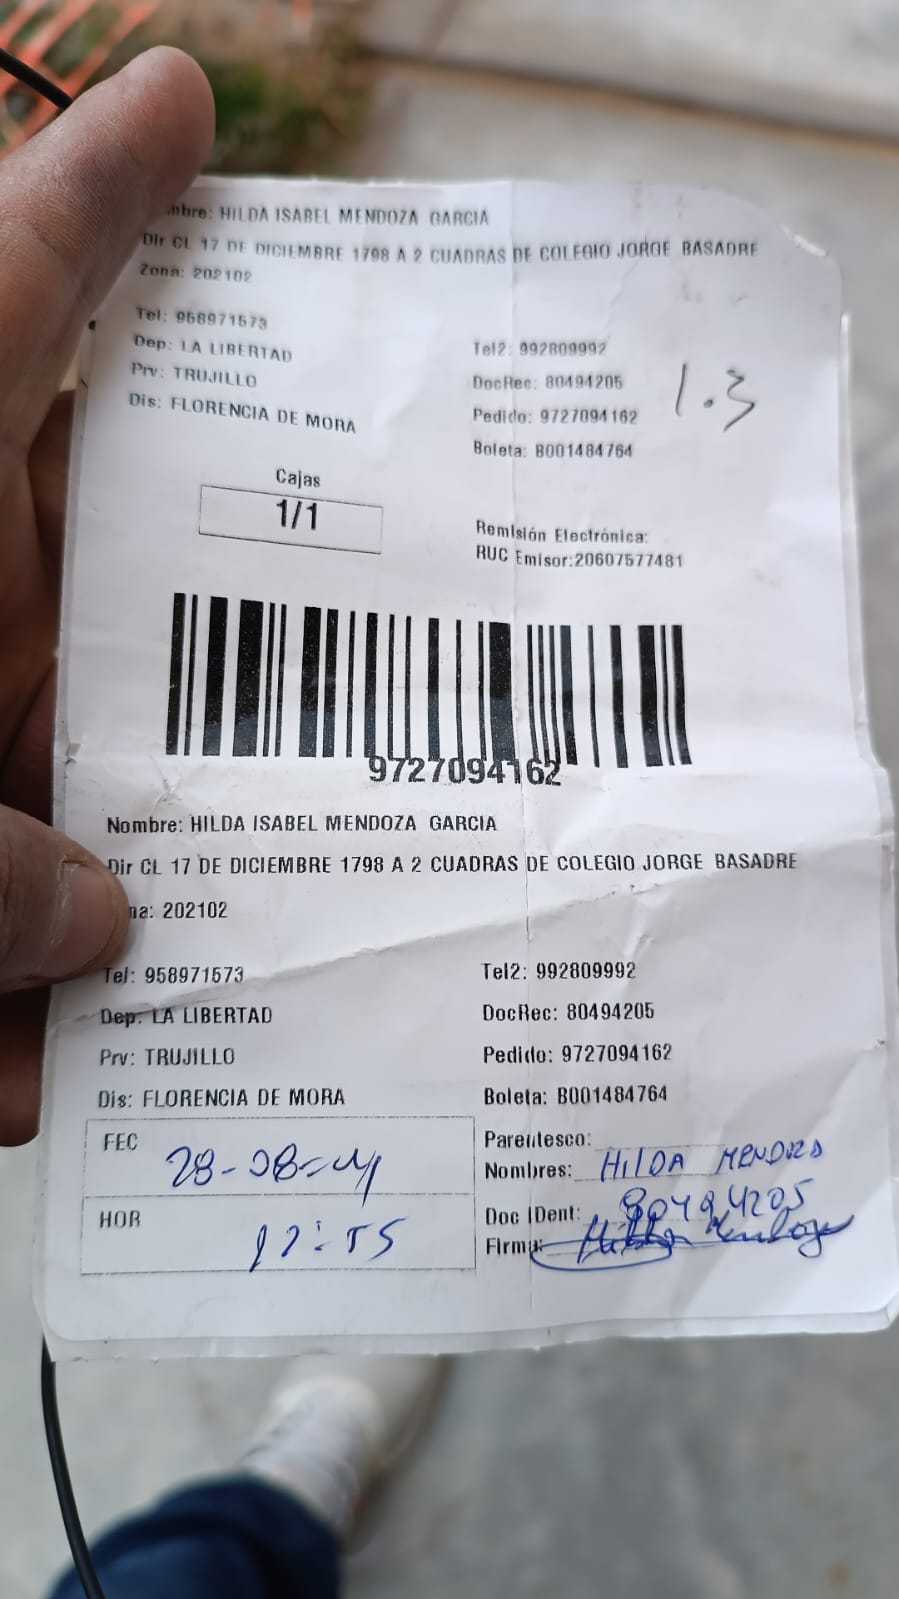 mbre: HILDA ISABEL MENDOZA GARCIA
Dir CL 17 DE DICIEMBRE 1798 A 2 CUADRAS DE COLEGIO JORGE BASADRE
Zona: 202102
Tel: 958971573
Tel2: 992809992
Dep: LA LIBERTAD
DocRec: 80494205
1.3
Prv: TRUJILLO
Pedido: 9727094162
Dis: FLORENCIA DE MORA
Boleta: B001484764
Cajas
1/1
Remisión Electrónica:
RUC Emisor:20607577481
9727094162
Nombre: HILDA ISABEL MENDOZA GARCIA
Dir CL 17 DE DICIEMBRE 1798 A 2 CUADRAS DE COLEGIO JORGE BASADRE
na: 202102
Tel: 958971573
Tel2: 992809992
Dep: LA LIBERTAD
DocRec: 80494205
Prv: TRUJILLO
Pedido: 9727094162
Dis: FLORENCIA DE MORA
Boleta: B001484764
FEC
Parentesco:
Nombres: HILDA MENDOZA
HOR
Doc IDent: 80494205
Firma: